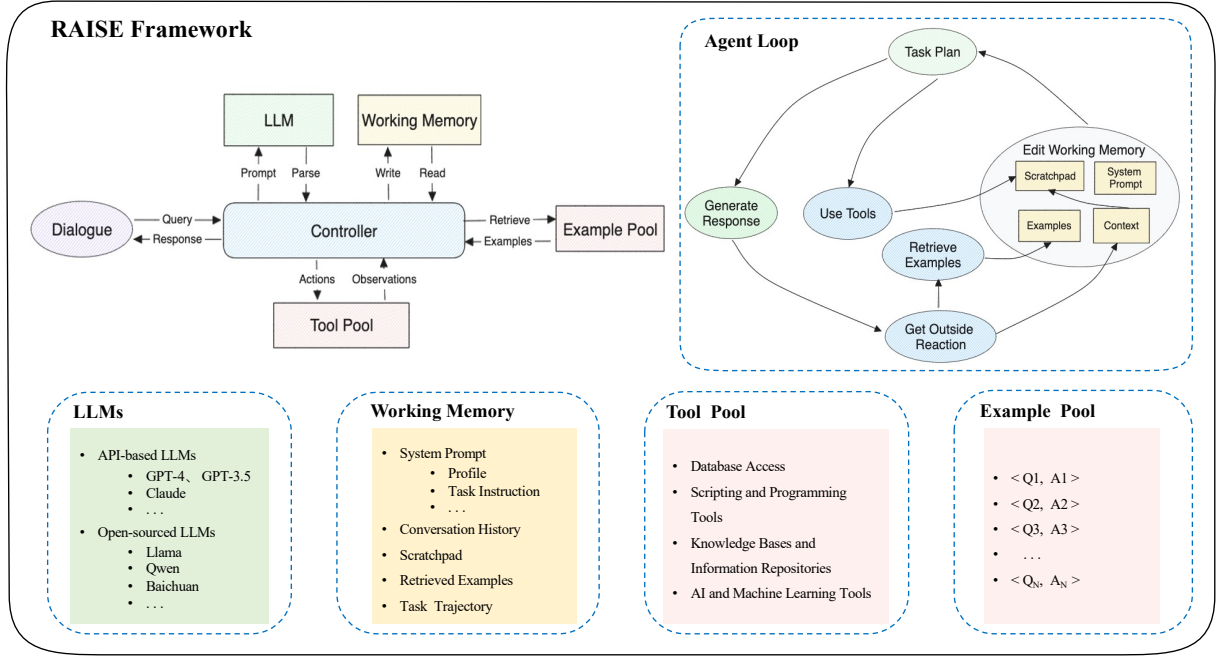 RAISE Framework
Agent Loop
Task Plan
LLM
Working Memory
Prompt
Parse
Write
Read
Edit Working Memory
Scratchpad
System
Prompt
Generate
Response
Use Tools
Examples
Context
Dialogue
Query
Response
Controller
Retrieve
Examples
Example Pool
Retrieve
Examples
Actions
Observations
Tool Pool
Get Outside
Reaction
LLMs
• API-based LLMs
• GPT-4、 GPT-3.5
• Claude
• . . .
• Open-sourced LLMs
• Llama
• Qwen
• Baichuan
• . . .
Working Memory
• System Prompt
• Profile
• Task Instruction
• . . .
• Conversation History
• Scratchpad
• Retrieved Examples
• Task Trajectory
Tool Pool
• Database Access
• Scripting and Programming
Tools
• Knowledge Bases and
Information Repositories
• AI and Machine Learning Tools
Example Pool
• < Q1, A1 >
• < Q2, A2 >
• < Q3, A3 >
• . . .
• < QN, AN >